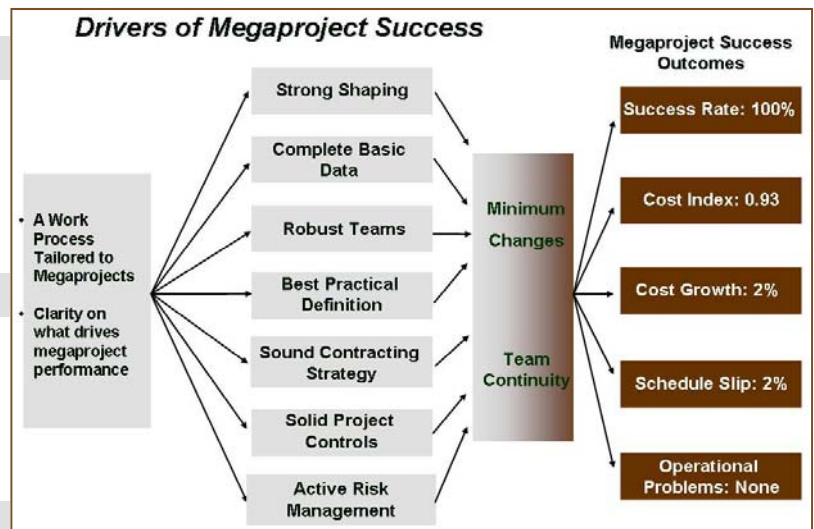 Drivers of Megaproject Success
• A Work
Process
Tailored to
Megaprojects
• Clarity on
what drives
megaproject
performance
Strong Shaping
Complete Basic
Data
Robust Teams
Best Practical
Definition
Sound Contracting
Strategy
Solid Project
Controls
Active Risk
Management
Minimum
Changes
Team
Continuity
Megaproject Success
Outcomes
Success Rate: 100%
Cost Index: 0.93
Cost Growth: 2%
Schedule Slip: 2%
Operational
Problems: None